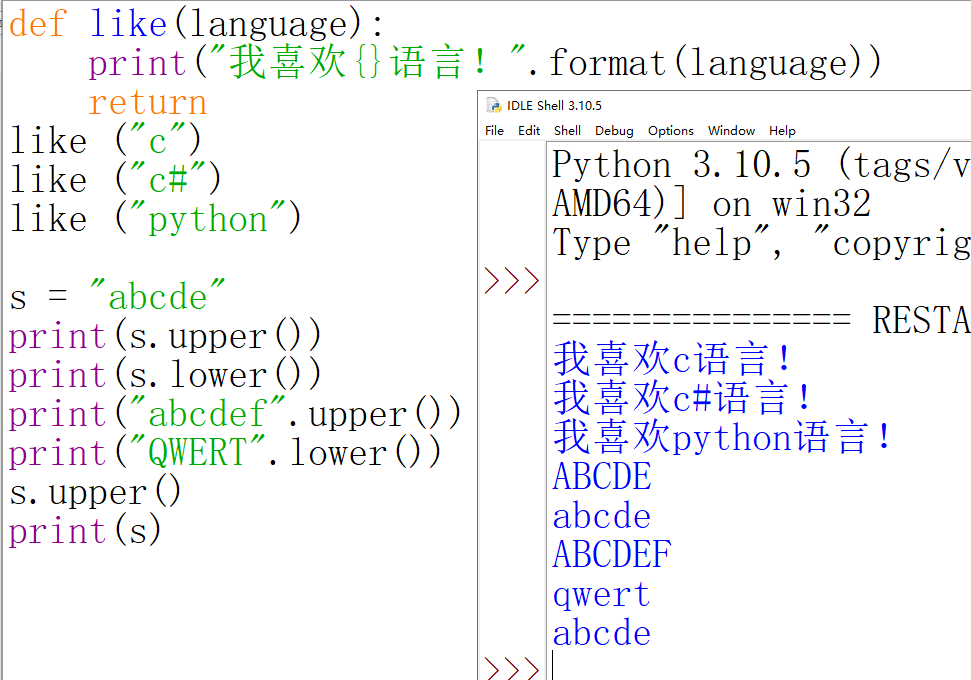 def like(language):
    print("我喜欢{}语言！".format(language))
    return
like ("c")
like ("c#")
like ("python")
s = "abcde"
print(s.upper())
print(s.lower())
print("abcdef".upper())
print("QWERT".lower())
s.upper()
print(s)
IDLE Shell 3.10.5
File Edit Shell Debug Options Window Help
Python 3.10.5 (tags/v
AMD64)] on win32
Type "help", "copyrig
>>>
=============== RESTA
我喜欢c语言！
我喜欢c#语言！
我喜欢python语言！
ABCDE
abcde
ABCDEF
qwert
abcde
>>>